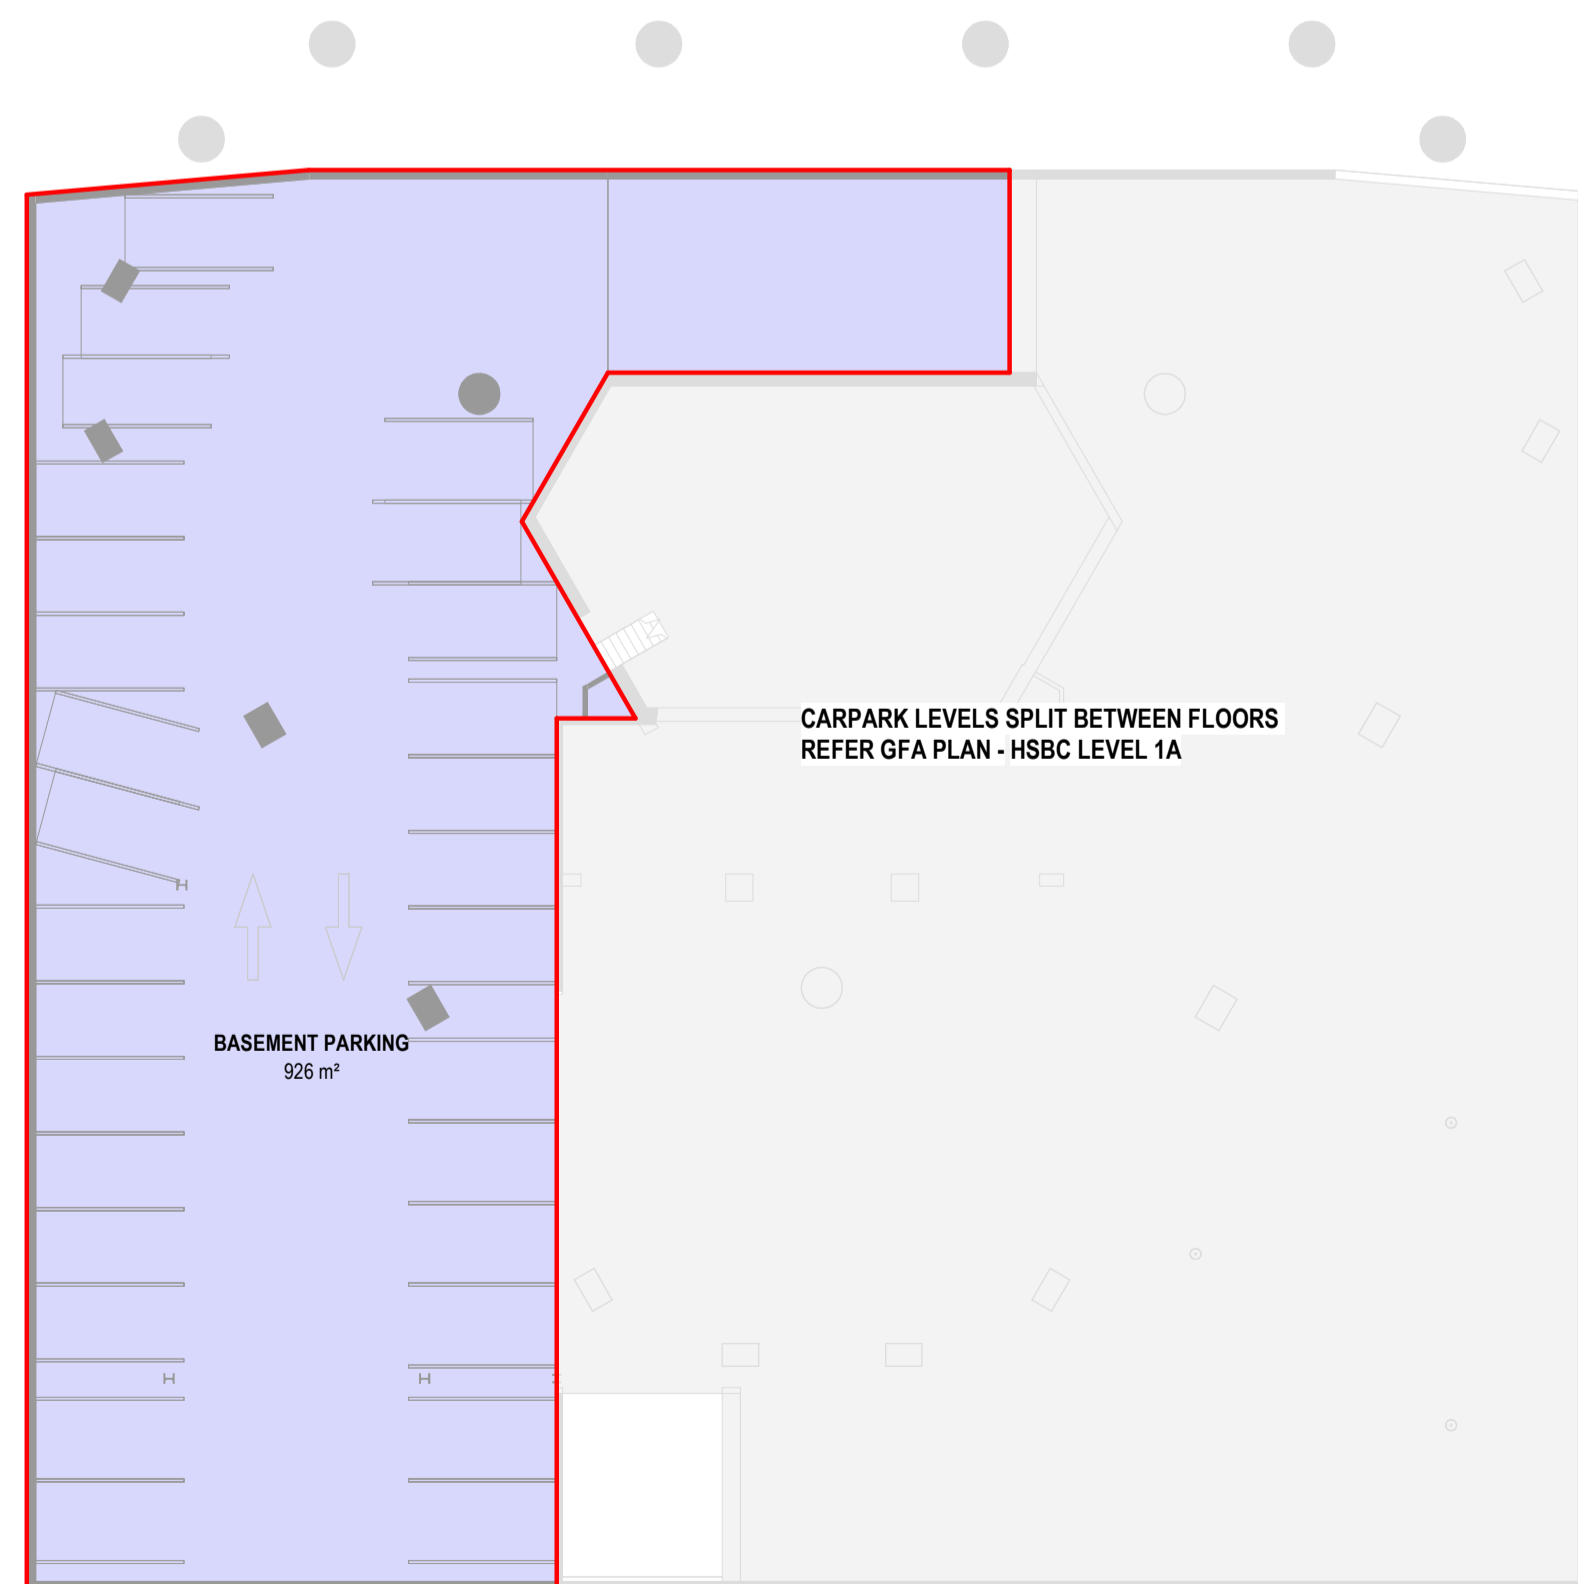 CARPARK LEVELS SPLIT BETWEEN FLOORS
REFER GFA PLAN - HSBC LEVEL 1A
BASEMENT PARKING
926 m²